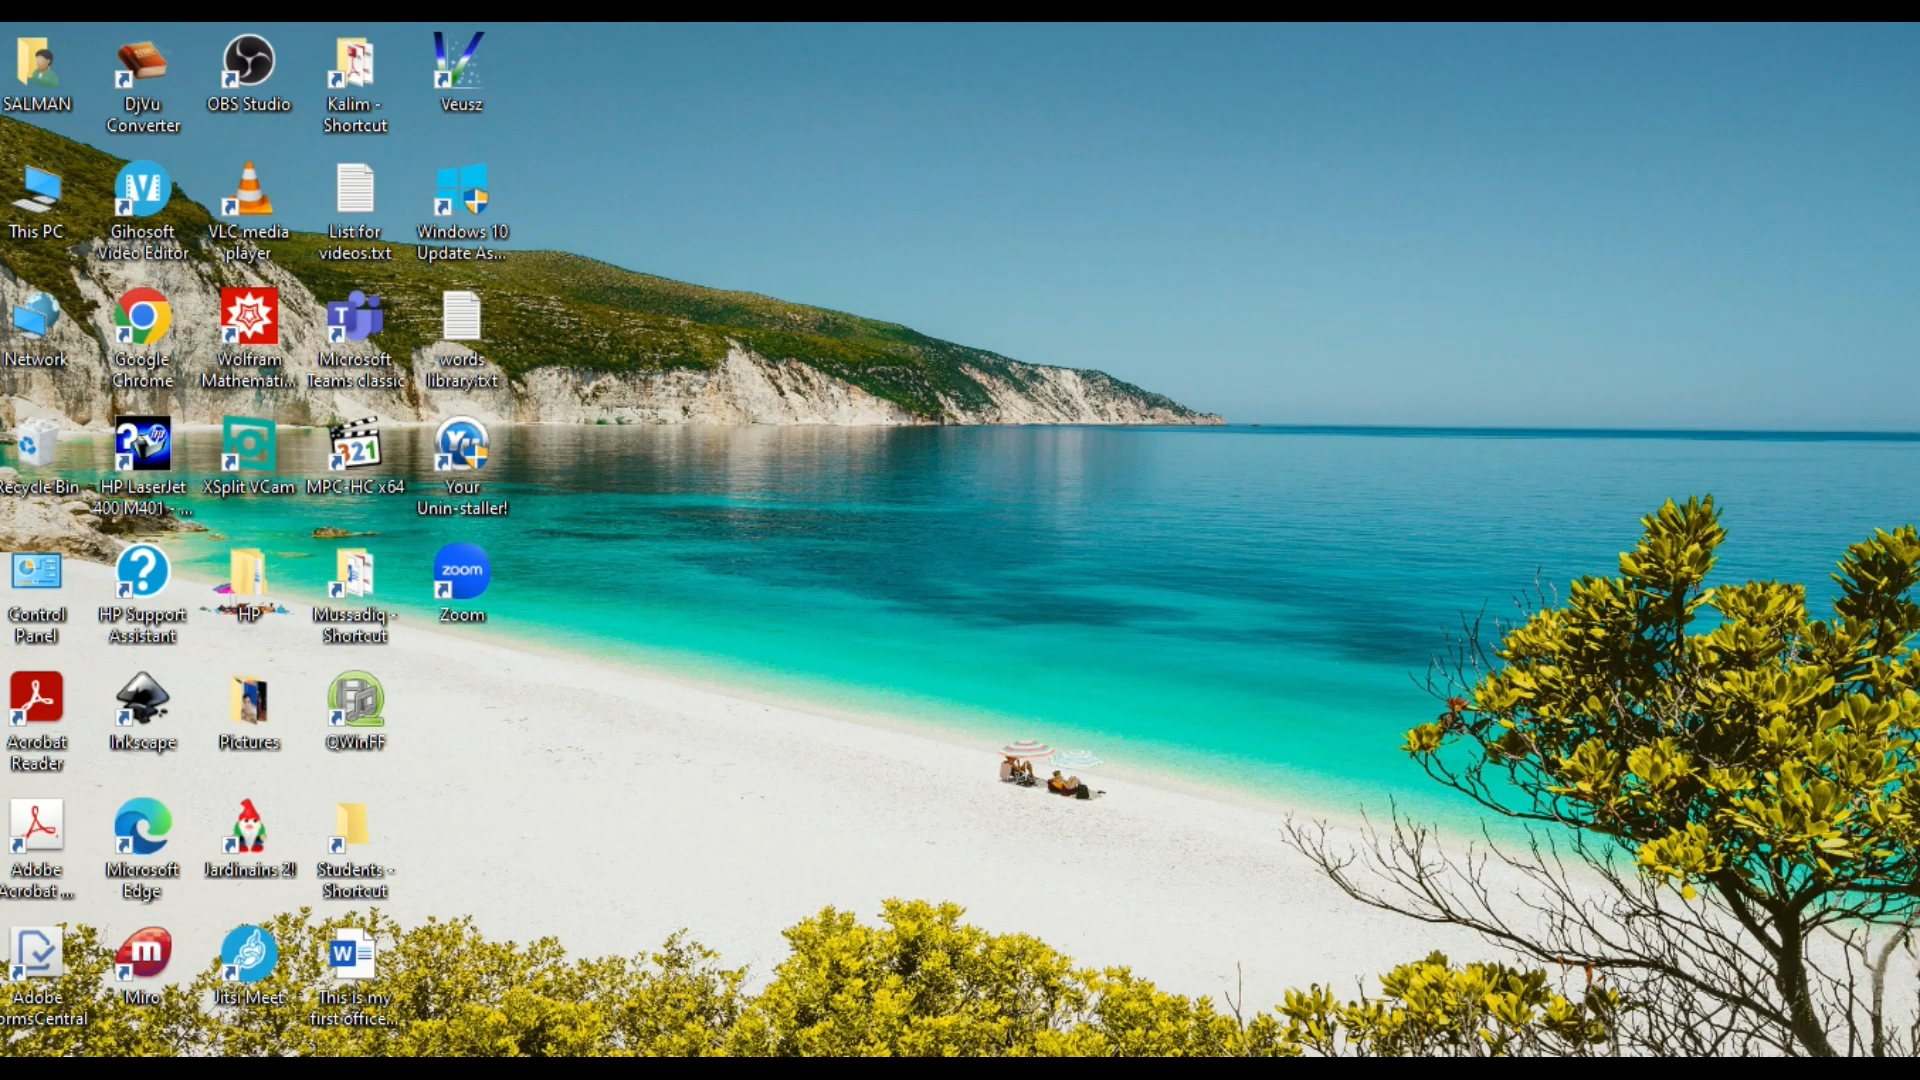 SALMAN
DjVu
Converter
OBS Studio
Kalim -
Shortcut
Veusz
This PC
Gihosoft
Video Editor
VLC media
player
List for
videos.txt
Windows 10
Update As...
Network
Google
Chrome
Wolfram
Mathemati...
T
Microsoft
Teams classic
words
library.txt
Recycle Bin
HP LaserJet
400 M401 - ...
XSplit VCam
321
MPC-HC x64
YU
Your
Unin-staller!
Control
Panel
?
HP Support
Assistant
HP
Mussadiq -
Shortcut
zoom
Zoom
Acrobat
Reader
Inkscape
Pictures
QWinFF
Adobe
Acrobat ...
Microsoft
Edge
Jardinains 2!
Students -
Shortcut
Adobe
ormsCentral
m
Miro
Jitsi Meet
W
This is my
first office...